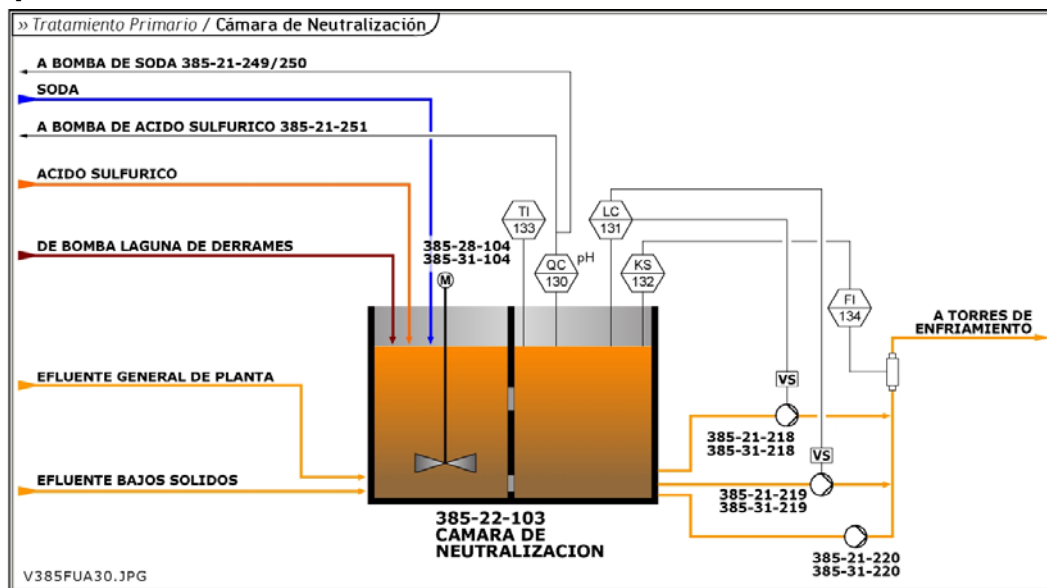 » Tratamiento Primario / Cámara de Neutralización
A BOMBA DE SODA 385-21-249/250
SODA
A BOMBA DE ACIDO SULFURICO 385-21-251
ACIDO SULFURICO
DE BOMBA LAGUNA DE DERRAMES
385-28-104
385-31-104
M
TI
133
QC
130
pH
LC
131
KS
132
FI
134
A TORRES DE
ENFRIAMIENTO
EFLUENTE GENERAL DE PLANTA
EFLUENTE BAJOS SOLIDOS
VS
385-21-218
385-31-218
VS
385-21-219
385-31-219
385-21-220
385-31-220
385-22-103
CAMARA DE
NEUTRALIZACION
V385FUA30.JPG